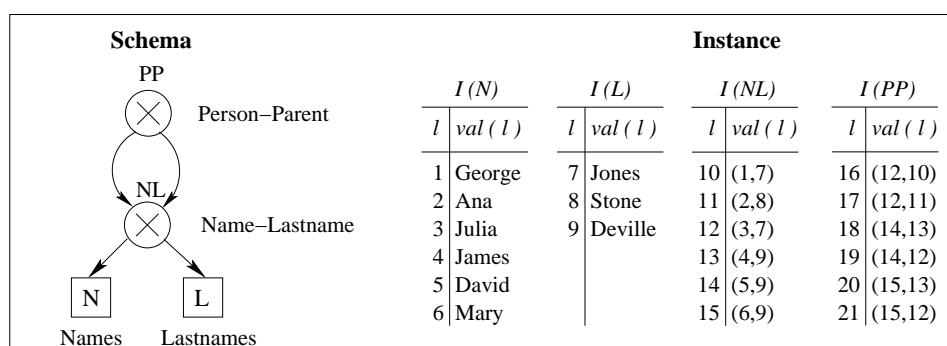 Schema
PP
Person−Parent
NL
Name−Lastname
N
L
Names
Lastnames
Instance
I (N) I (L) I (NL) I (PP)
l val ( l ) l val ( l ) l val ( l ) l val ( l )
1 George 7 Jones 10 (1,7) 16 (12,10)
2 Ana 8 Stone 11 (2,8) 17 (12,11)
3 Julia 9 Deville 12 (3,7) 18 (14,13)
4 James 13 (4,9) 19 (14,12)
5 David 14 (5,9) 20 (15,13)
6 Mary 15 (6,9) 21 (15,12)